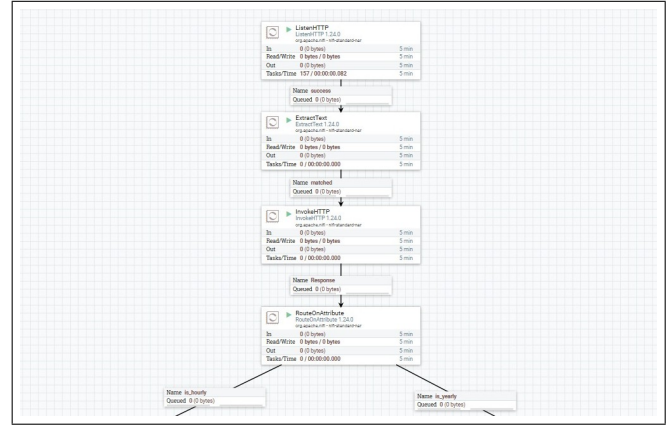 ListenHTTP
ListenHTTP 1.24.0
org.apache.nifi - nifi-standard-nar
In 0 (0 bytes) 5 min
Read/Write 0 bytes / 0 bytes 5 min
Out 0 (0 bytes) 5 min
Tasks/Time 157 / 00:00:00.082 5 min
Name success
Queued 0 (0 bytes)
ExtractText
ExtractText 1.24.0
org.apache.nifi - nifi-standard-nar
In 0 (0 bytes) 5 min
Read/Write 0 bytes / 0 bytes 5 min
Out 0 (0 bytes) 5 min
Tasks/Time 0 / 00:00:00.000 5 min
Name matched
Queued 0 (0 bytes)
InvokeHTTP
InvokeHTTP 1.24.0
org.apache.nifi - nifi-standard-nar
In 0 (0 bytes) 5 min
Read/Write 0 bytes / 0 bytes 5 min
Out 0 (0 bytes) 5 min
Tasks/Time 0 / 00:00:00.000 5 min
Name Response
Queued 0 (0 bytes)
RouteOnAttribute
RouteOnAttribute 1.24.0
org.apache.nifi - nifi-standard-nar
In 0 (0 bytes) 5 min
Read/Write 0 bytes / 0 bytes 5 min
Out 0 (0 bytes) 5 min
Tasks/Time 0 / 00:00:00.000 5 min
Name is_hourly
Queued 0 (0 bytes)
Name is_yearly
Queued 0 (0 bytes)